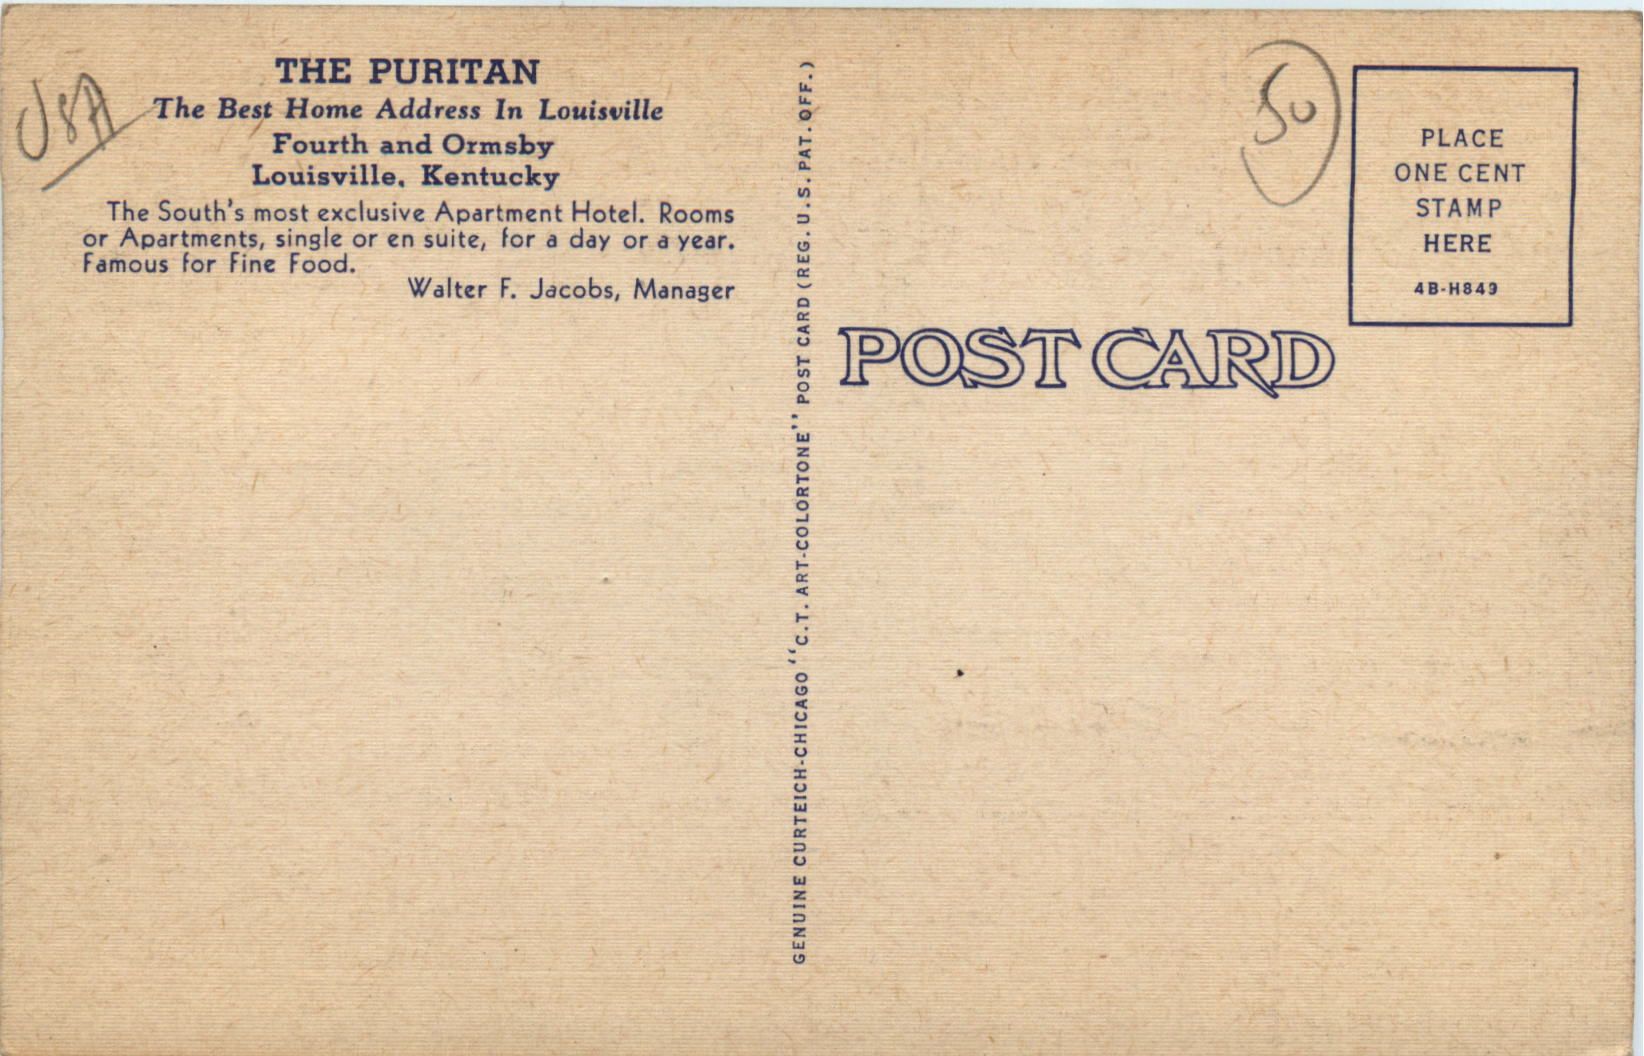 USA
THE PURITAN
The Best Home Address In Louisville
Fourth and Ormsby
Louisville, Kentucky
The South's most exclusive Apartment Hotel. Rooms
or Apartments, single or en suite, for a day or a year.
Famous for Fine Food.
Walter F. Jacobs, Manager
GENUINE CURTEICH-CHICAGO "C.T. ART-COLORTONE" POST CARD (REG. U.S. PAT. OFF.)
50
PLACE
ONE CENT
STAMP
HERE
4B-H849
POST CARD